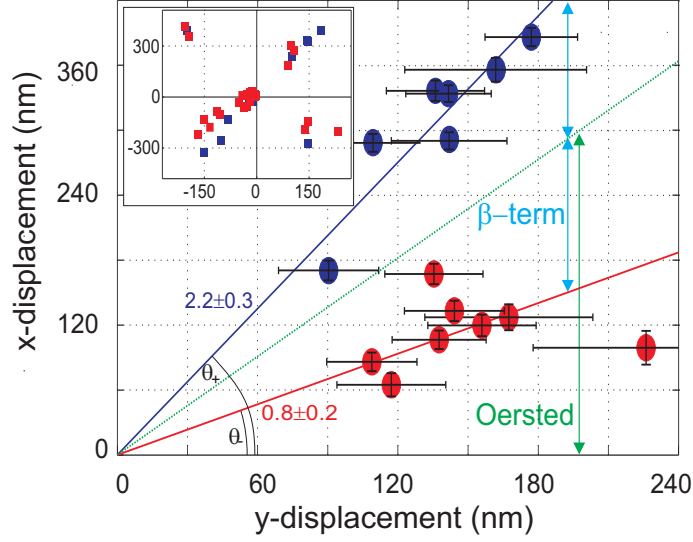 300
0
-300
-150
0
150
360
240
120
0
x-displacement (nm)
β-term
2.2±0.3
θ+
0.8±0.2
θ-
Oersted
0
60
120
180
240
y-displacement (nm)